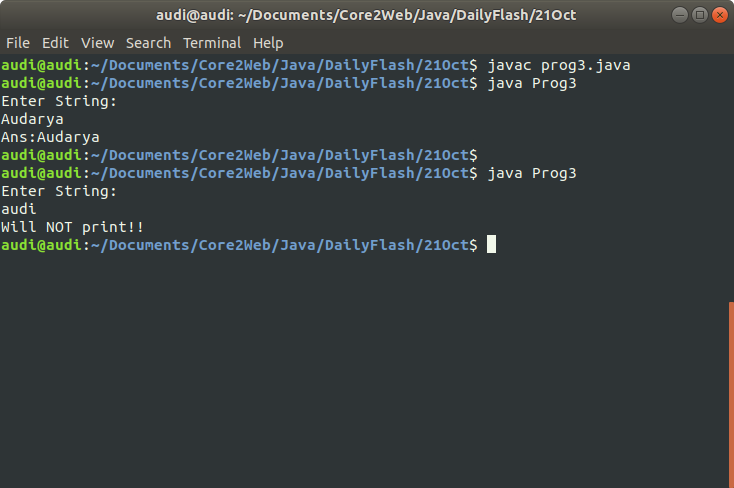 audi@audi: ~/Documents/Core2Web/Java/DailyFlash/21Oct
File Edit View Search Terminal Help
audi@audi:~/Documents/Core2Web/Java/DailyFlash/21Oct$ javac prog3.java
audi@audi:~/Documents/Core2Web/Java/DailyFlash/21Oct$ java Prog3
Enter String:
Audarya
Ans:Audarya
audi@audi:~/Documents/Core2Web/Java/DailyFlash/21Oct$
audi@audi:~/Documents/Core2Web/Java/DailyFlash/21Oct$ java Prog3
Enter String:
audi
Will NOT print!!
audi@audi:~/Documents/Core2Web/Java/DailyFlash/21Oct$